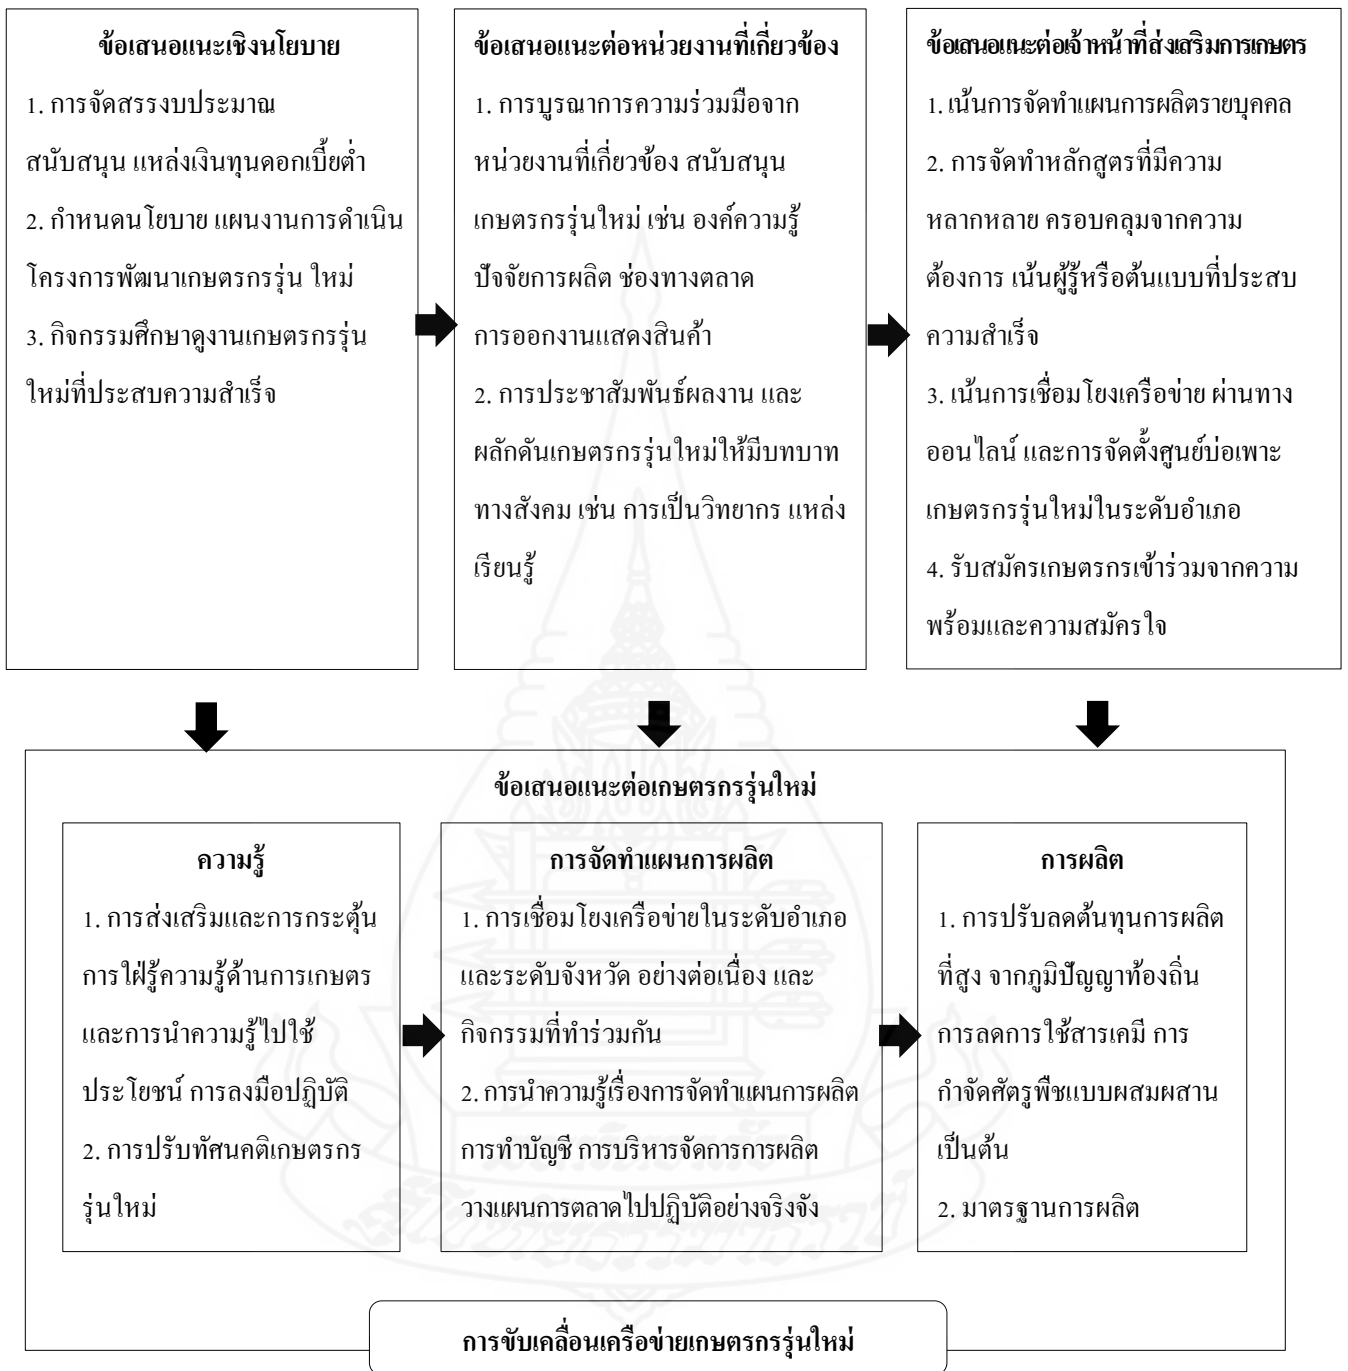 ข้อเสนอแนะเชิงนโยบาย
1. การจัดสรรงบประมาณ
สนับสนุน แหล่งเงินทุนดอกเบี้ยต่ำ
2. กำหนดนโยบาย แผนงานการดำเนิน
โครงการพัฒนาเกษตรกรรุ่น ใหม่
3. กิจกรรมศึกษาดูงานเกษตรกรรุ่น
ใหม่ที่ประสบความสำเร็จ
ข้อเสนอแนะต่อหน่วยงานที่เกี่ยวข้อง
1. การบูรณาการความร่วมมือจาก
หน่วยงานที่เกี่ยวข้อง สนับสนุน
เกษตรกรรุ่นใหม่ เช่น องค์ความรู้
ปัจจัยการผลิต ช่องทางตลาด
การออกงานแสดงสินค้า
2. การประชาสัมพันธ์ผลงาน และ
ผลักดันเกษตรกรรุ่นใหม่ให้มีบทบาท
ทางสังคม เช่น การเป็นวิทยากร แหล่ง
เรียนรู้
ข้อเสนอแนะต่อเจ้าหน้าที่ส่งเสริมการเกษตร
1. เน้นการจัดทำแผนการผลิตรายบุคคล
2. การจัดทำหลักสูตรที่มีความ
หลากหลาย ครอบคลุมจากความ
ต้องการ เน้นผู้รู้หรือต้นแบบที่ประสบ
ความสำเร็จ
3. เน้นการเชื่อมโยงเครือข่าย ผ่านทาง
ออนไลน์ และการจัดตั้งศูนย์บ่อเพาะ
เกษตรกรรุ่นใหม่ในระดับอำเภอ
4. รับสมัครเกษตรกรเข้าร่วมจากความ
พร้อมและความสมัครใจ
ข้อเสนอแนะต่อเกษตรกรรุ่นใหม่
ความรู้
1. การส่งเสริมและการกระตุ้น
การใฝ่รู้ความรู้ด้านการเกษตร
และการนำความรู้ไปใช้
ประโยชน์ การลงมือปฏิบัติ
2. การปรับทัศนคติเกษตรกร
รุ่นใหม่
การจัดทำแผนการผลิต
1. การเชื่อมโยงเครือข่ายในระดับอำเภอ
และระดับจังหวัด อย่างต่อเนื่อง และ
กิจกรรมที่ทำร่วมกัน
2. การนำความรู้เรื่องการจัดทำแผนการผลิต
การทำบัญชี การบริหารจัดการการผลิต
วางแผนการตลาดไปปฏิบัติอย่างจริงจัง
การผลิต
1. การปรับลดต้นทุนการผลิต
ที่สูง จากภูมิปัญญาท้องถิ่น
การลดการใช้สารเคมี การ
กำจัดศัตรูพืชแบบผสมผสาน
เป็นต้น
2. มาตรฐานการผลิต
การขับเคลื่อนเครือข่ายเกษตรกรรุ่นใหม่